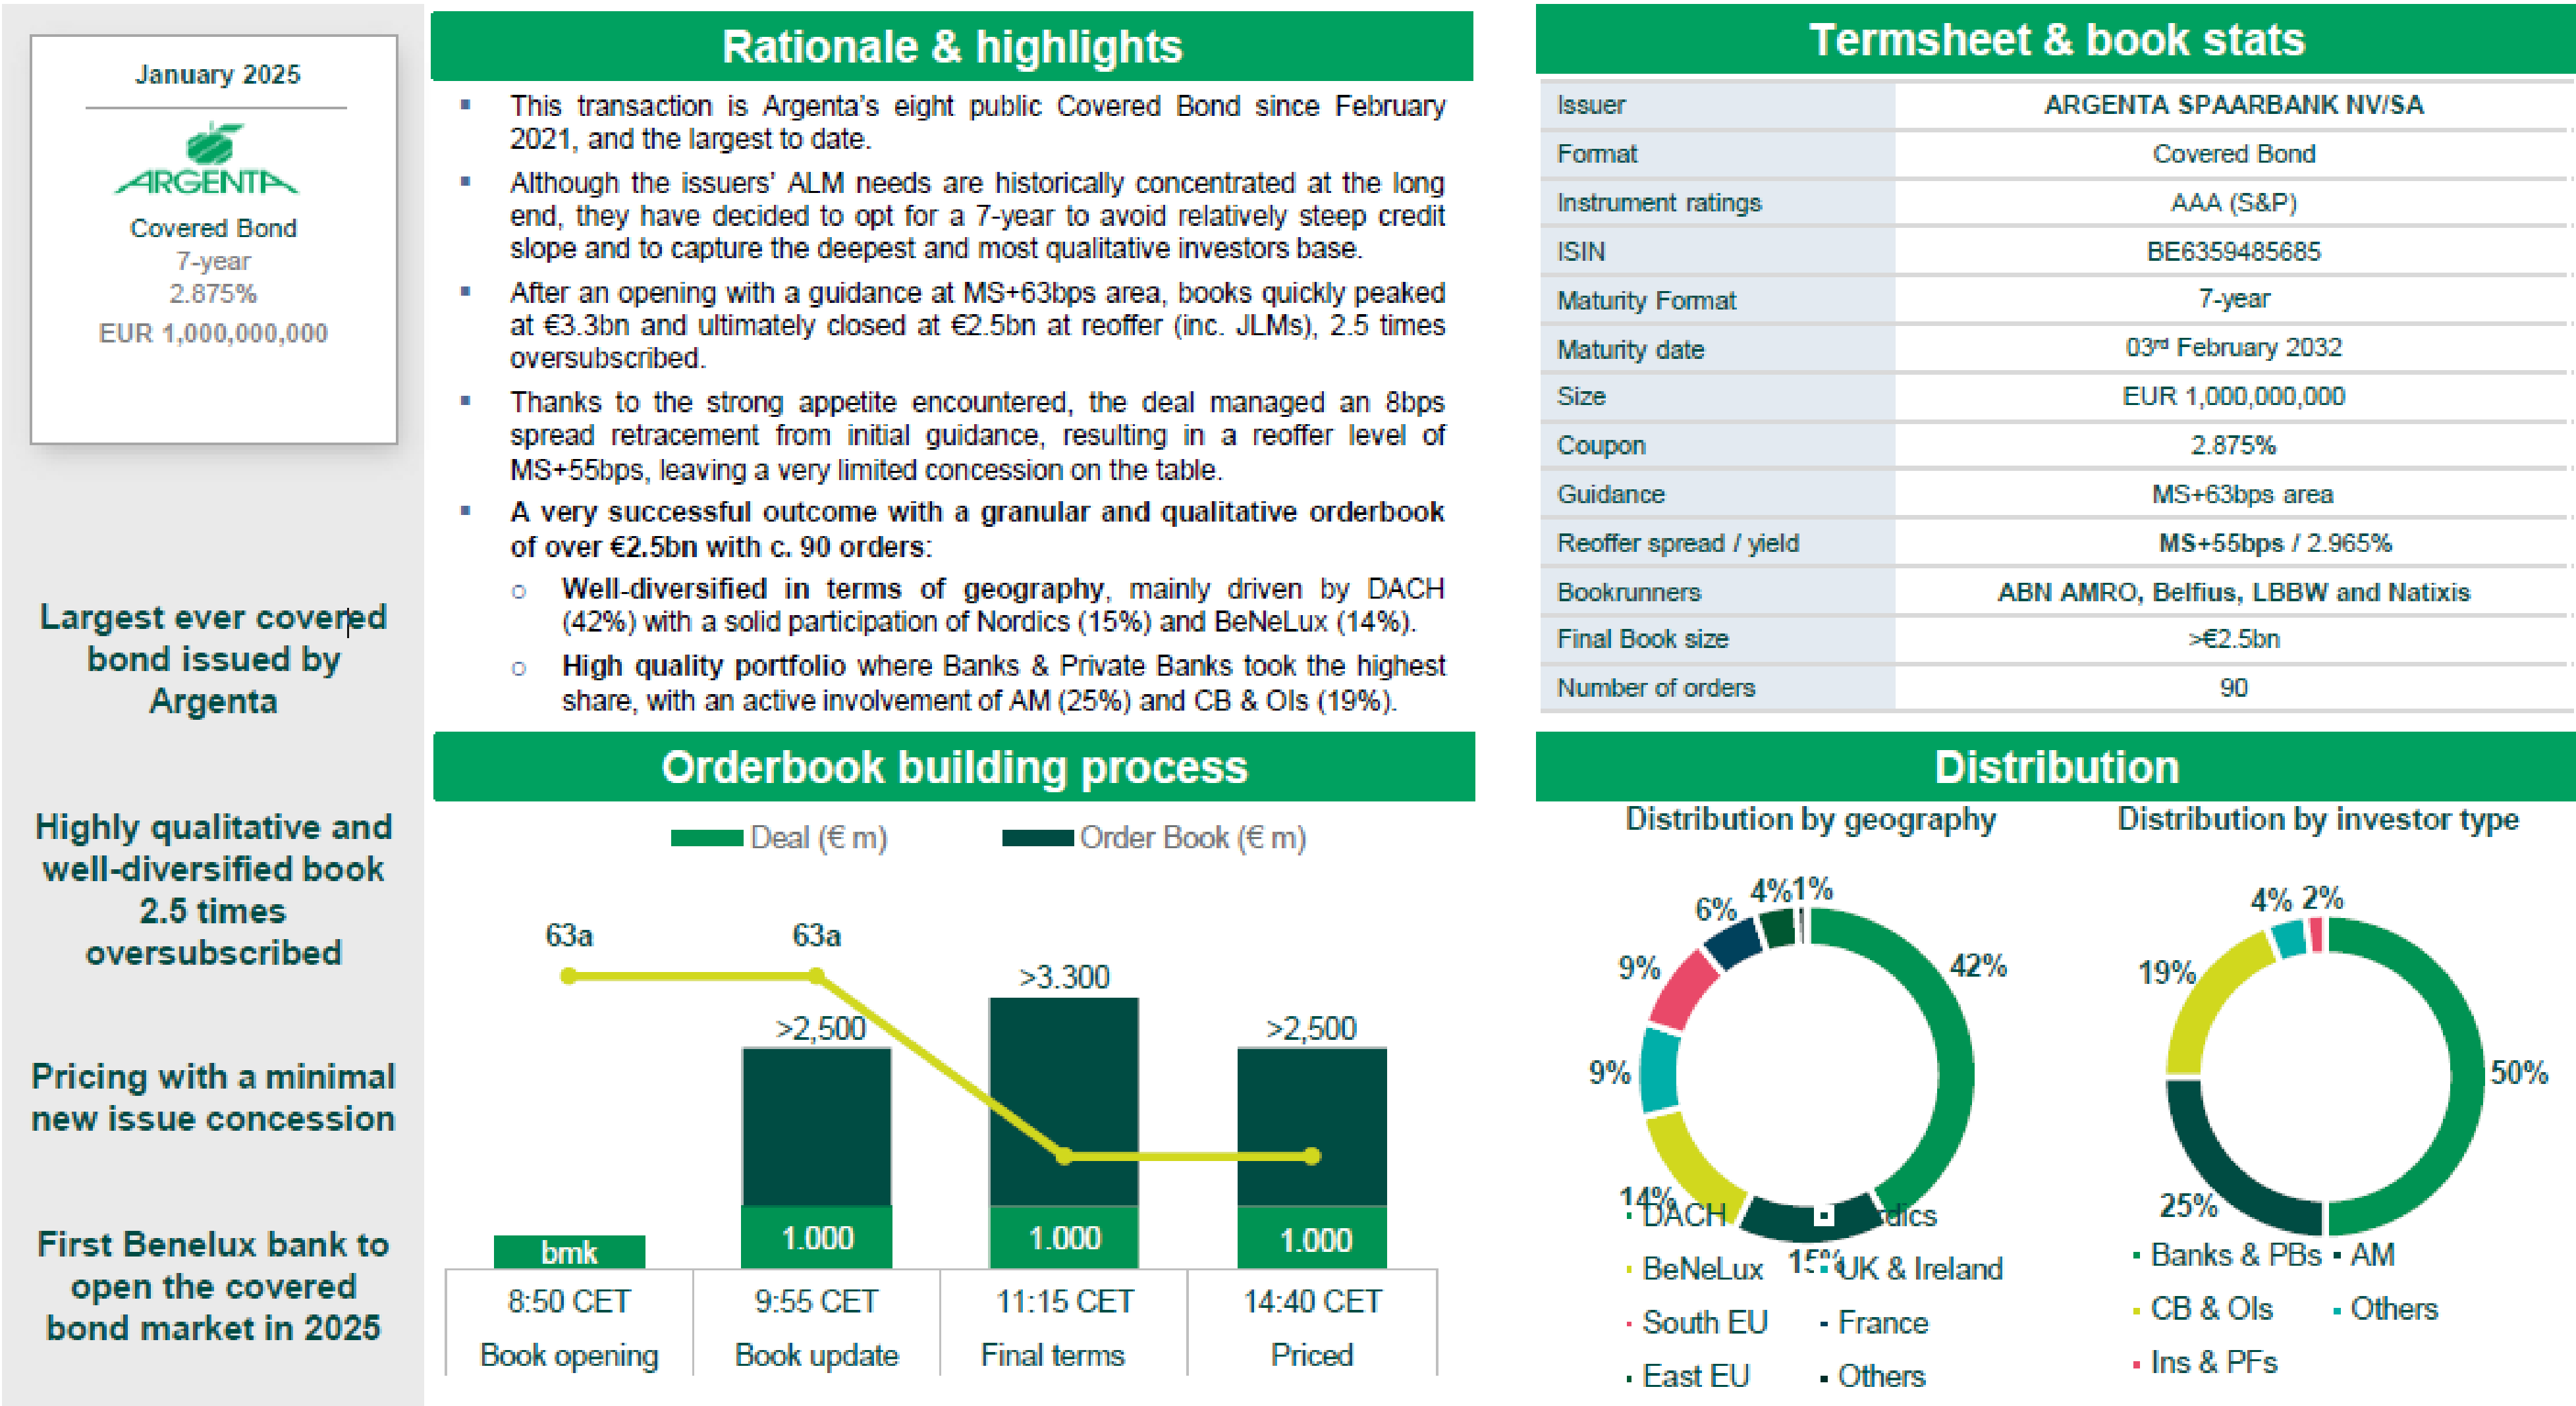 January 2025
ARGENTA
Covered Bond
7-year
2.875%
EUR 1,000,000,000
Largest ever covered
bond issued by
Argenta
Highly qualitative and
well-diversified book
2.5 times
oversubscribed
Pricing with a minimal
new issue concession
First Benelux bank to
open the covered
bond market in 2025
Rationale & highlights
▪ This transaction is Argenta's eight public Covered Bond since February
2021, and the largest to date.
▪ Although the issuers' ALM needs are historically concentrated at the long
end, they have decided to opt for a 7-year to avoid relatively steep credit
slope and to capture the deepest and most qualitative investors base.
▪ After an opening with a guidance at MS+63bps area, books quickly peaked
at €3.3bn and ultimately closed at €2.5bn at reoffer (inc. JLMs), 2.5 times
oversubscribed.
▪ Thanks to the strong appetite encountered, the deal managed an 8bps
spread retracement from initial guidance, resulting in a reoffer level of
MS+55bps, leaving a very limited concession on the table.
▪ A very successful outcome with a granular and qualitative orderbook
of over €2.5bn with c. 90 orders:
o Well-diversified in terms of geography, mainly driven by DACH
(42%) with a solid participation of Nordics (15%) and BeNeLux (14%).
o High quality portfolio where Banks & Private Banks took the highest
share, with an active involvement of AM (25%) and CB & OIs (19%).
Termsheet & book stats
Issuer ARGENTA SPAARBANK NV/SA
Format Covered Bond
Instrument ratings AAA (S&P)
ISIN BE6359485685
Maturity Format 7-year
Maturity date 03rd February 2032
Size EUR 1,000,000,000
Coupon 2.875%
Guidance MS+63bps area
Reoffer spread / yield MS+55bps / 2.965%
Bookrunners ABN AMRO, Belfius, LBBW and Natixis
Final Book size >€2.5bn
Number of orders 90
Orderbook building process
Deal (€ m) Order Book (€ m)
63a 63a
>3.300
>2,500 >2,500
bmk 1.000 1.000 1.000
8:50 CET 9:55 CET 11:15 CET 14:40 CET
Book opening Book update Final terms Priced
Distribution
Distribution by geography
4% 1%
6%
9% 42%
9%
14%
15%
DACH
BeNeLux UK & Ireland
South EU France
East EU Others
Distribution by investor type
4% 2%
19%
50%
25%
Banks & PBs AM
CB & OIs Others
Ins & PFs